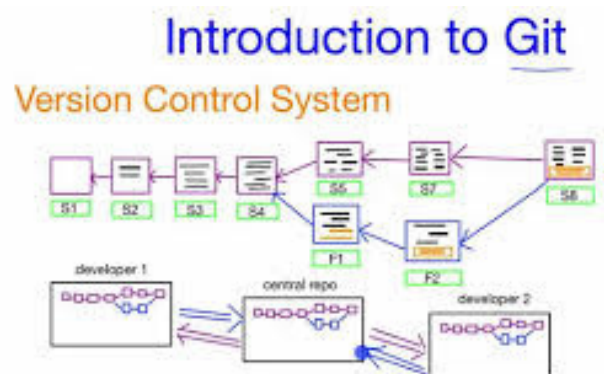 Introduction to Git
Version Control System
S1 S2 S3 S4 S5 S7 S8
F1 F2
developer 1 central repo developer 2